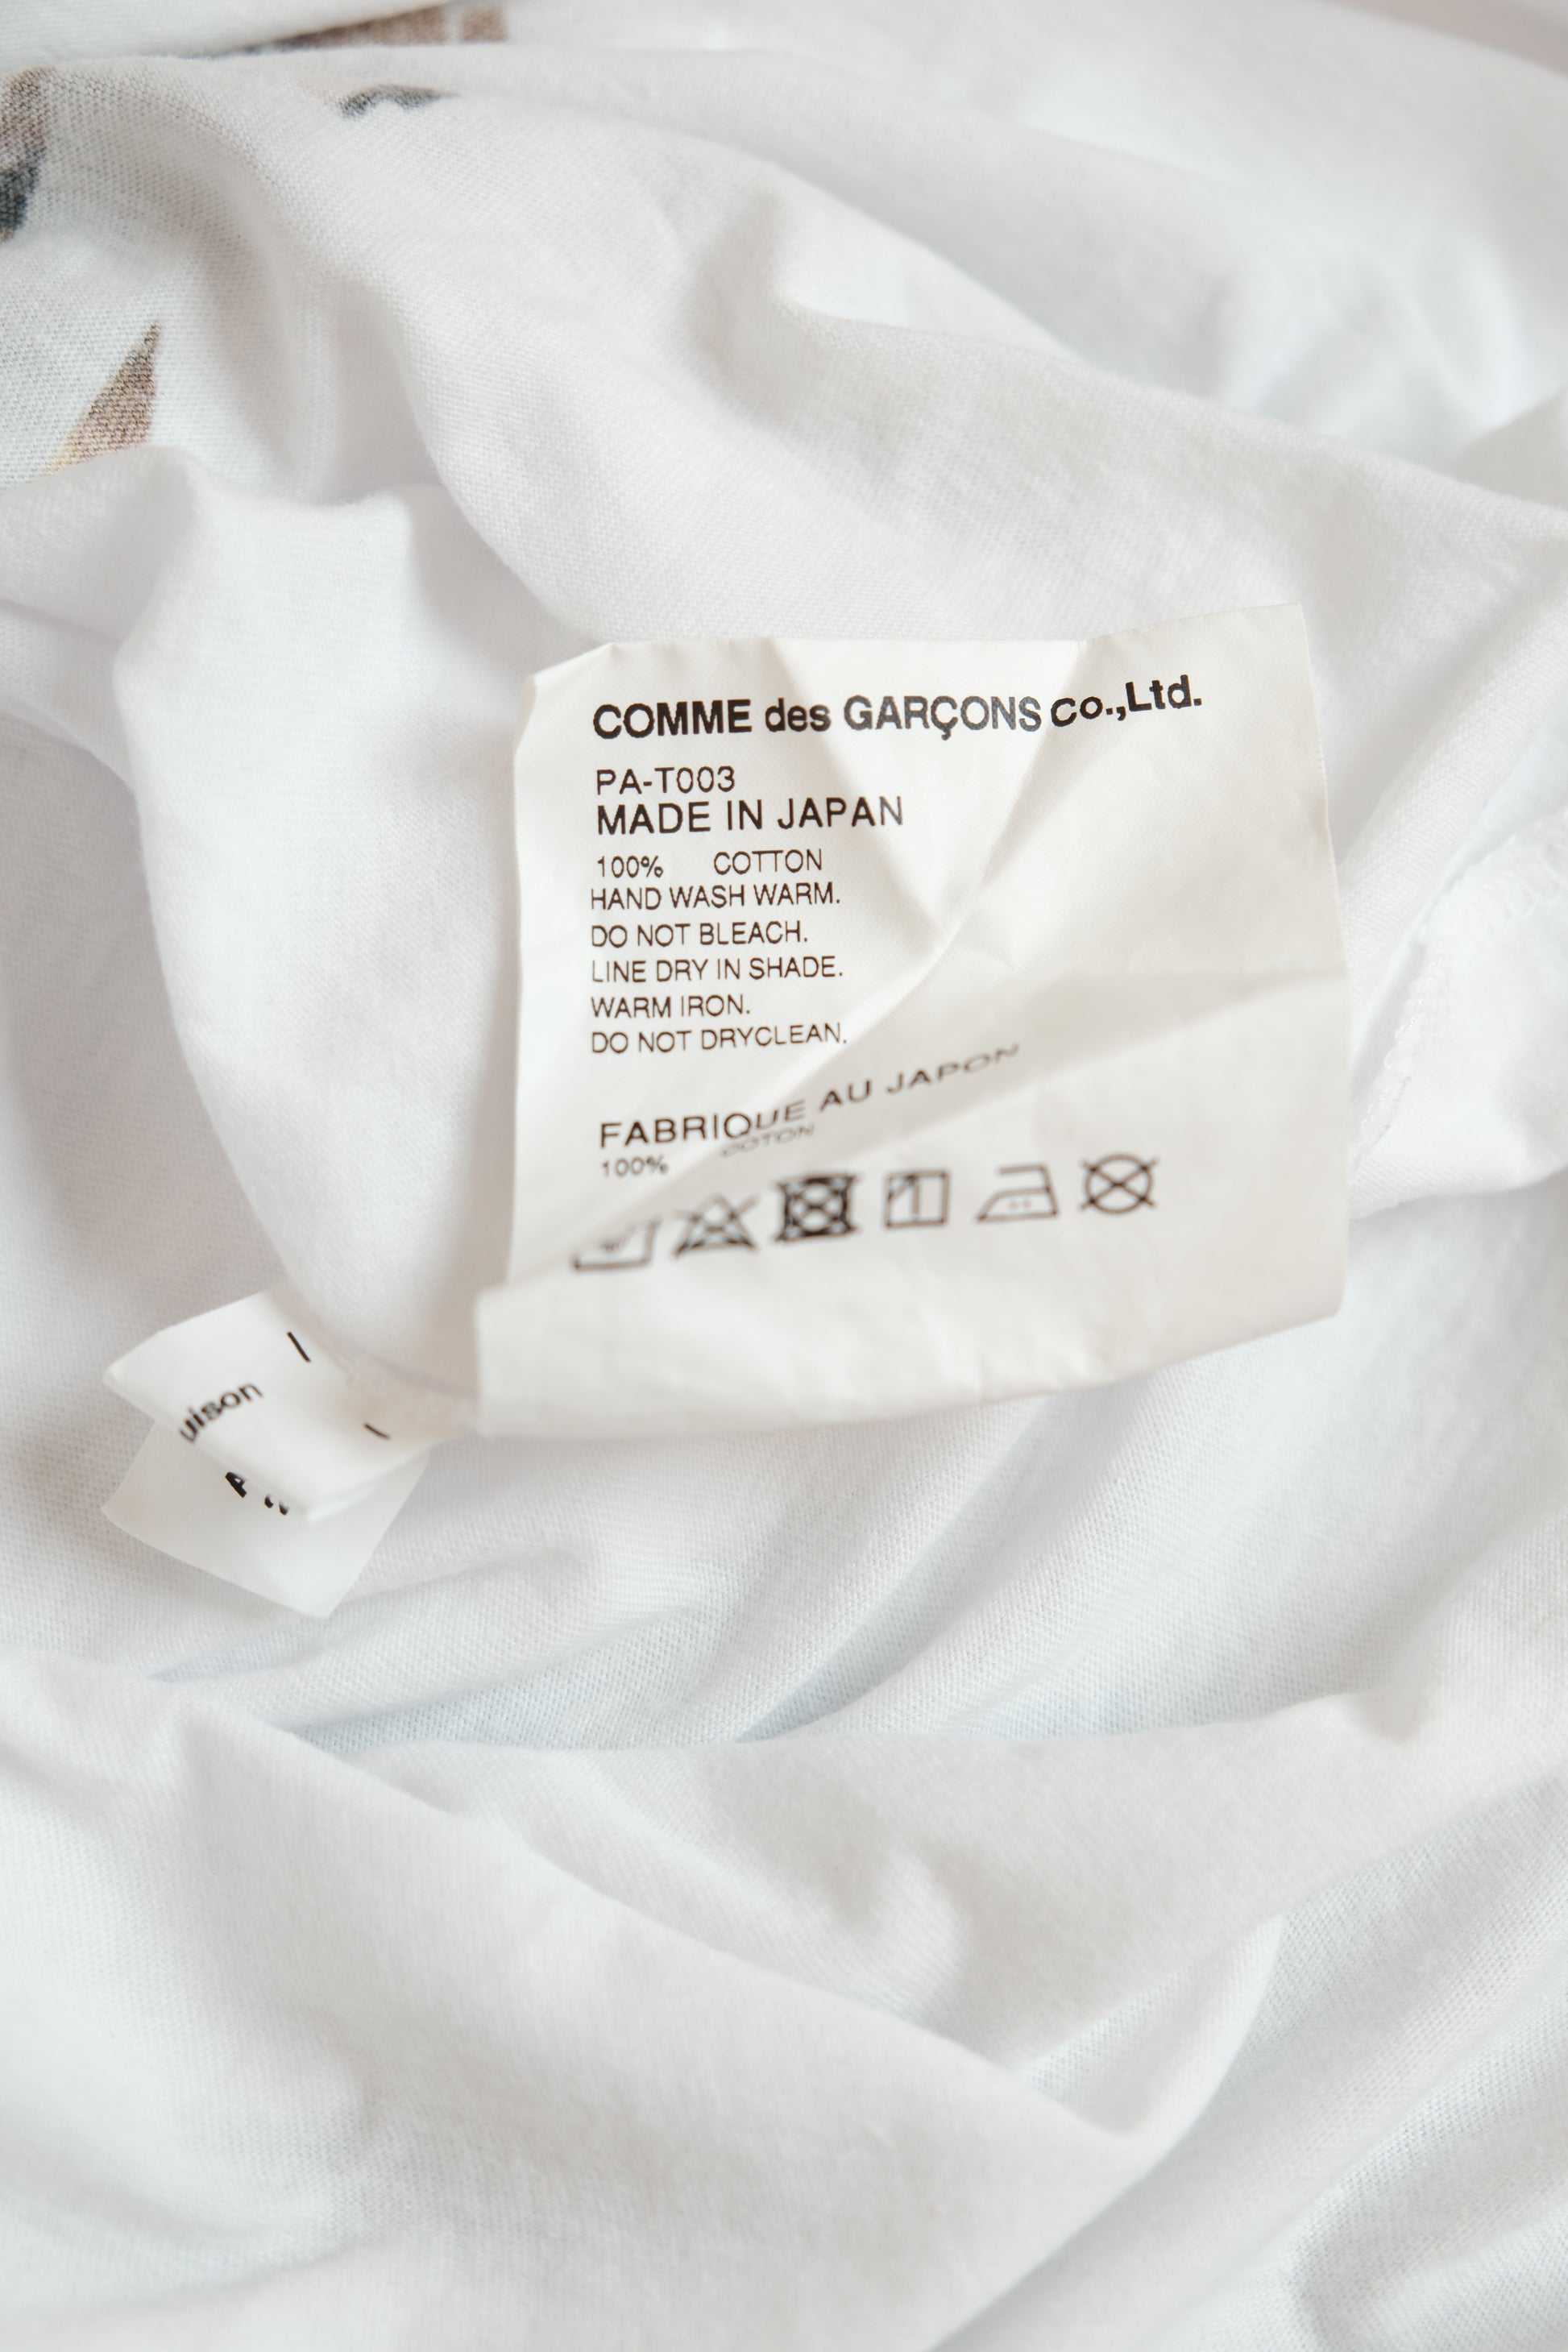 COMME des GARÇONS CO.,Ltd.
PA-T003
MADE IN JAPAN
100% COTTON
HAND WASH WARM.
DO NOT BLEACH.
LINE DRY IN SHADE.
WARM IRON.
DO NOT DRYCLEAN.
FABRIQUE AU JAPON
100% COTON
uison